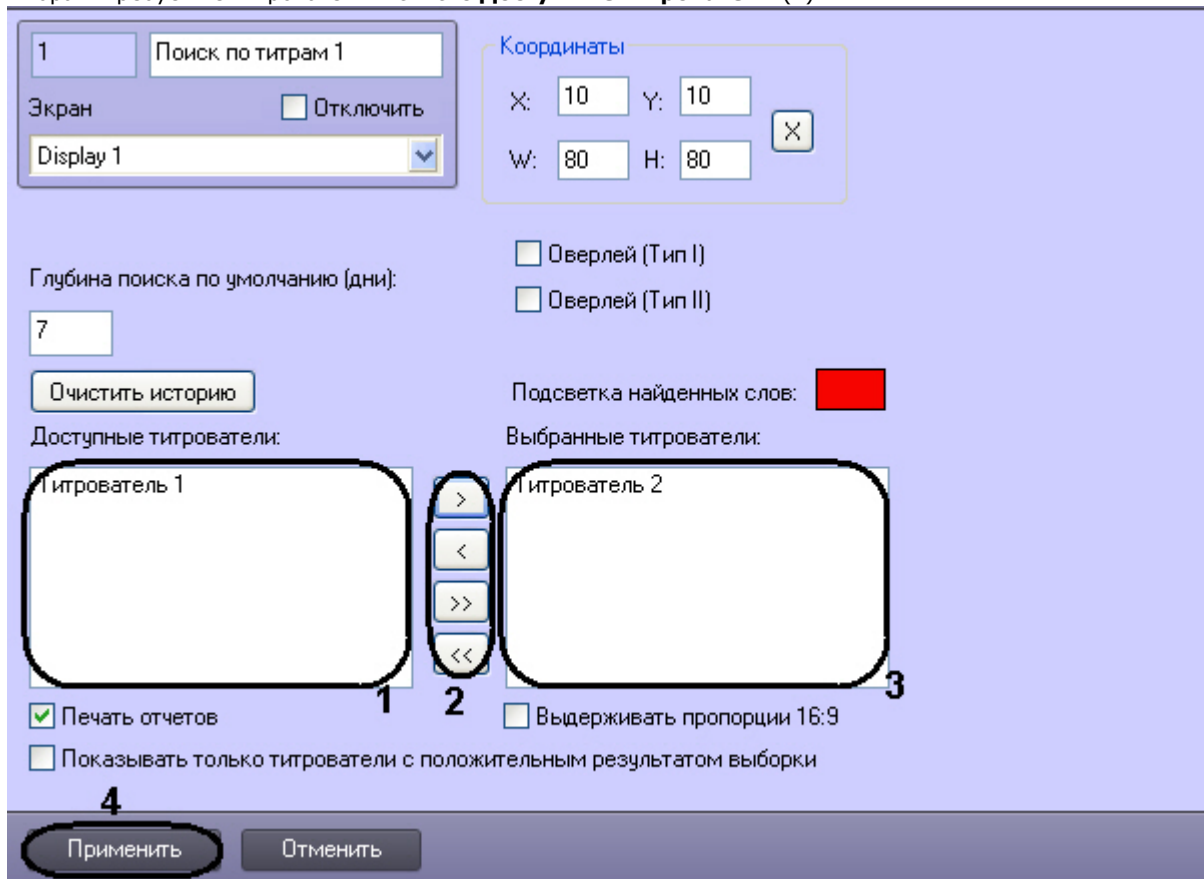 1
Поиск по титрам 1
Экран
Отключить
Display 1
Координаты
X: 10 Y: 10
X
W: 80 H: 80
Оверлей (Тип I)
Оверлей (Тип II)
Глубина поиска по умолчанию (дни):
7
Очистить историю
Подсветка найденных слов:
Доступные титрователи:
Выбранные титрователи:
Титрователь 1
>
<
>>
<<
Титрователь 2
1
2
3
Печать отчетов
Выдерживать пропорции 16:9
Показывать только титрователи с положительным результатом выборки
4
Применить
Отменить